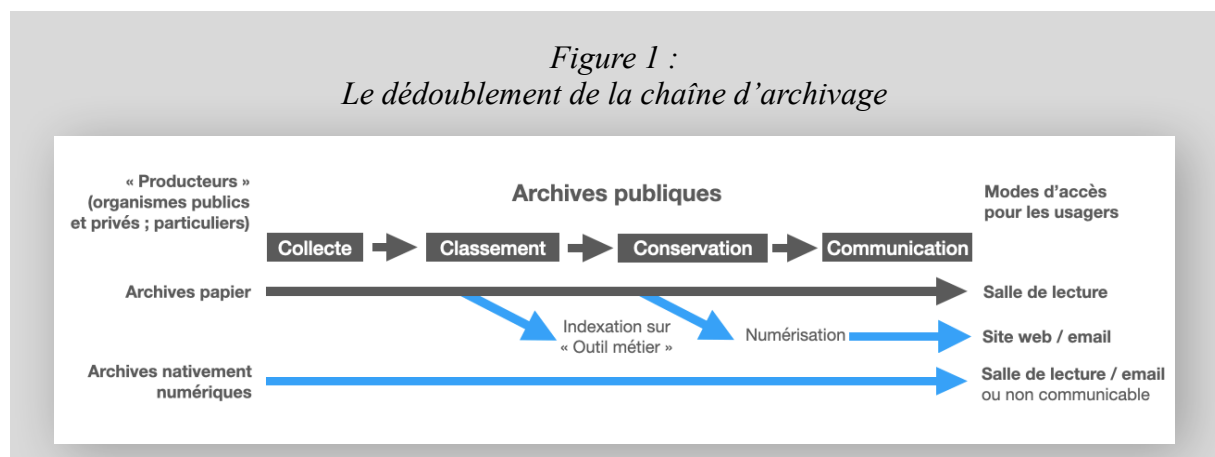 Figure 1 :
Le dédoublement de la chaîne d’archivage
« Producteurs »
(organismes publics
et privés ; particuliers)
Archives publiques
Modes d’accès
pour les usagers
Collecte
Classement
Conservation
Communication
Archives papier
Salle de lecture
Indexation sur
« Outil métier »
Numérisation
Site web / email
Archives nativement
numériques
Salle de lecture / email
ou non communicable